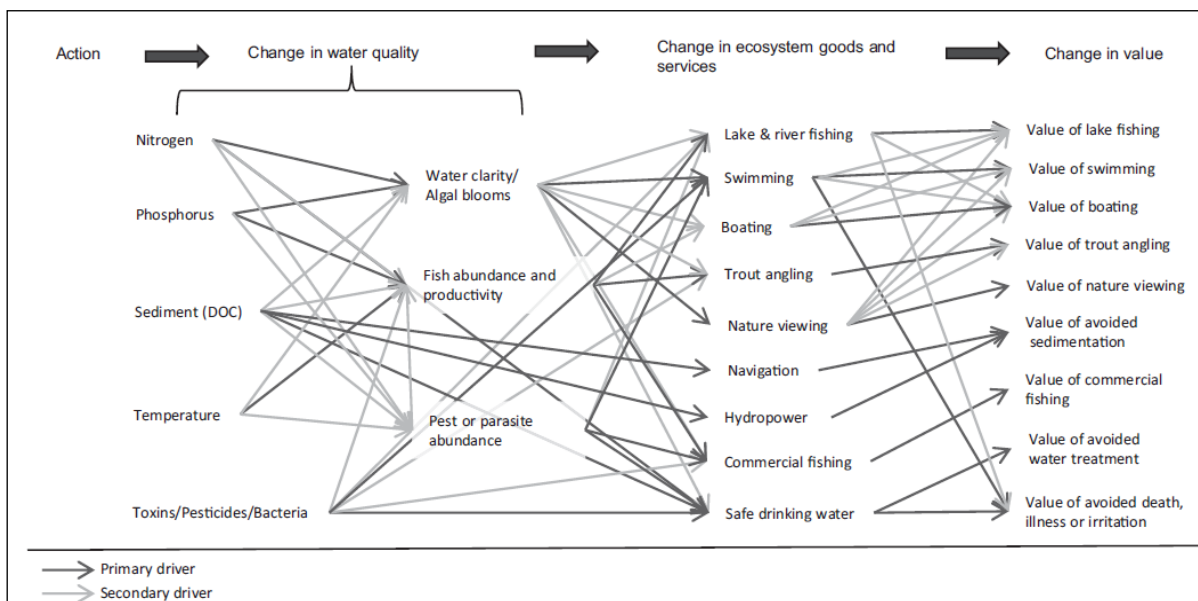 Action
Change in water quality
Change in ecosystem goods and
services
Change in value
Nitrogen
Phosphorus
Sediment (DOC)
Temperature
Toxins/Pesticides/Bacteria
Water clarity/
Algal blooms
Fish abundance and
productivity
Pest or parasite
abundance
Lake & river fishing
Swimming
Boating
Trout angling
Nature viewing
Navigation
Hydropower
Commercial fishing
Safe drinking water
Value of lake fishing
Value of swimming
Value of boating
Value of trout angling
Value of nature viewing
Value of avoided
sedimentation
Value of commercial
fishing
Value of avoided
water treatment
Value of avoided death,
illness or irritation
Primary driver
Secondary driver